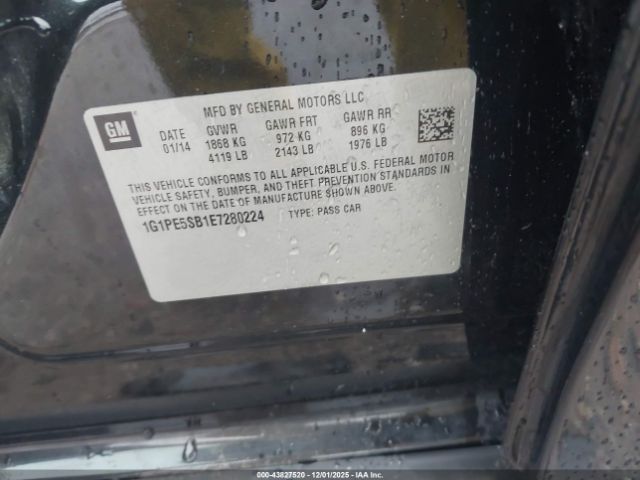 MFD BY GENERAL MOTORS LLC
GM
DATE GVWR GAWR FRT GAWR RR
01/14 1868 KG 972 KG 896 KG
4119 LB 2143 LB 1976 LB
THIS VEHICLE CONFORMS TO ALL APPLICABLE U.S. FEDERAL MOTOR
VEHICLE SAFETY, BUMPER, AND THEFT PREVENTION STANDARDS IN
EFFECT ON THE DATE OF MANUFACTURE SHOWN ABOVE.
1G1PE5SB1E7280224 TYPE: PASS CAR
000-43827520 - 12/01/2025 - IAAI.COM